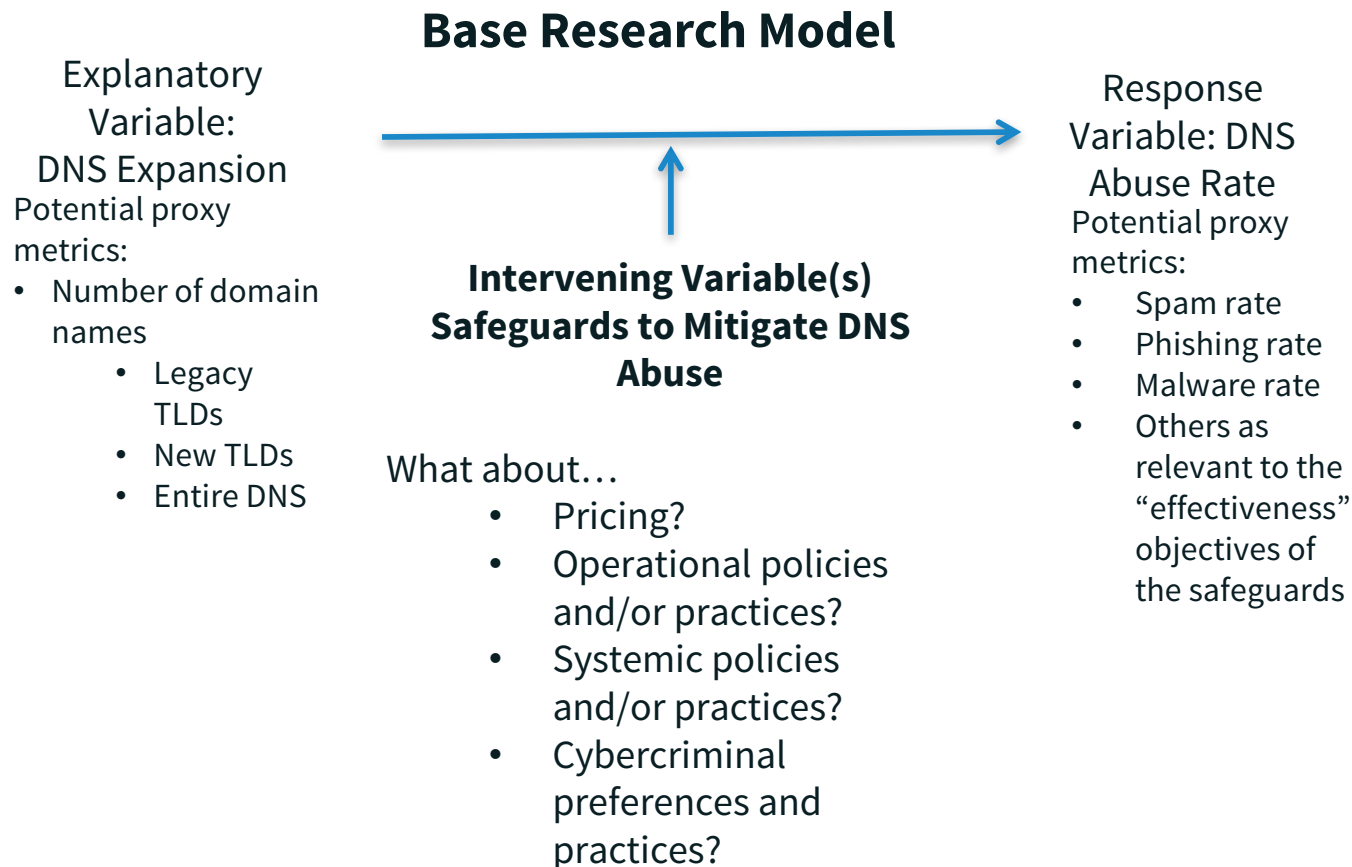 Base Research Model
Explanatory
Variable:
DNS Expansion
Potential proxy
metrics:
• Number of domain
names
• Legacy
TLDs
• New TLDs
• Entire DNS
Intervening Variable(s)
Safeguards to Mitigate DNS
Abuse
What about…
• Pricing?
• Operational policies
and/or practices?
• Systemic policies
and/or practices?
• Cybercriminal
preferences and
practices?
Response
Variable: DNS
Abuse Rate
Potential proxy
metrics:
• Spam rate
• Phishing rate
• Malware rate
• Others as
relevant to the
“effectiveness”
objectives of
the safeguards